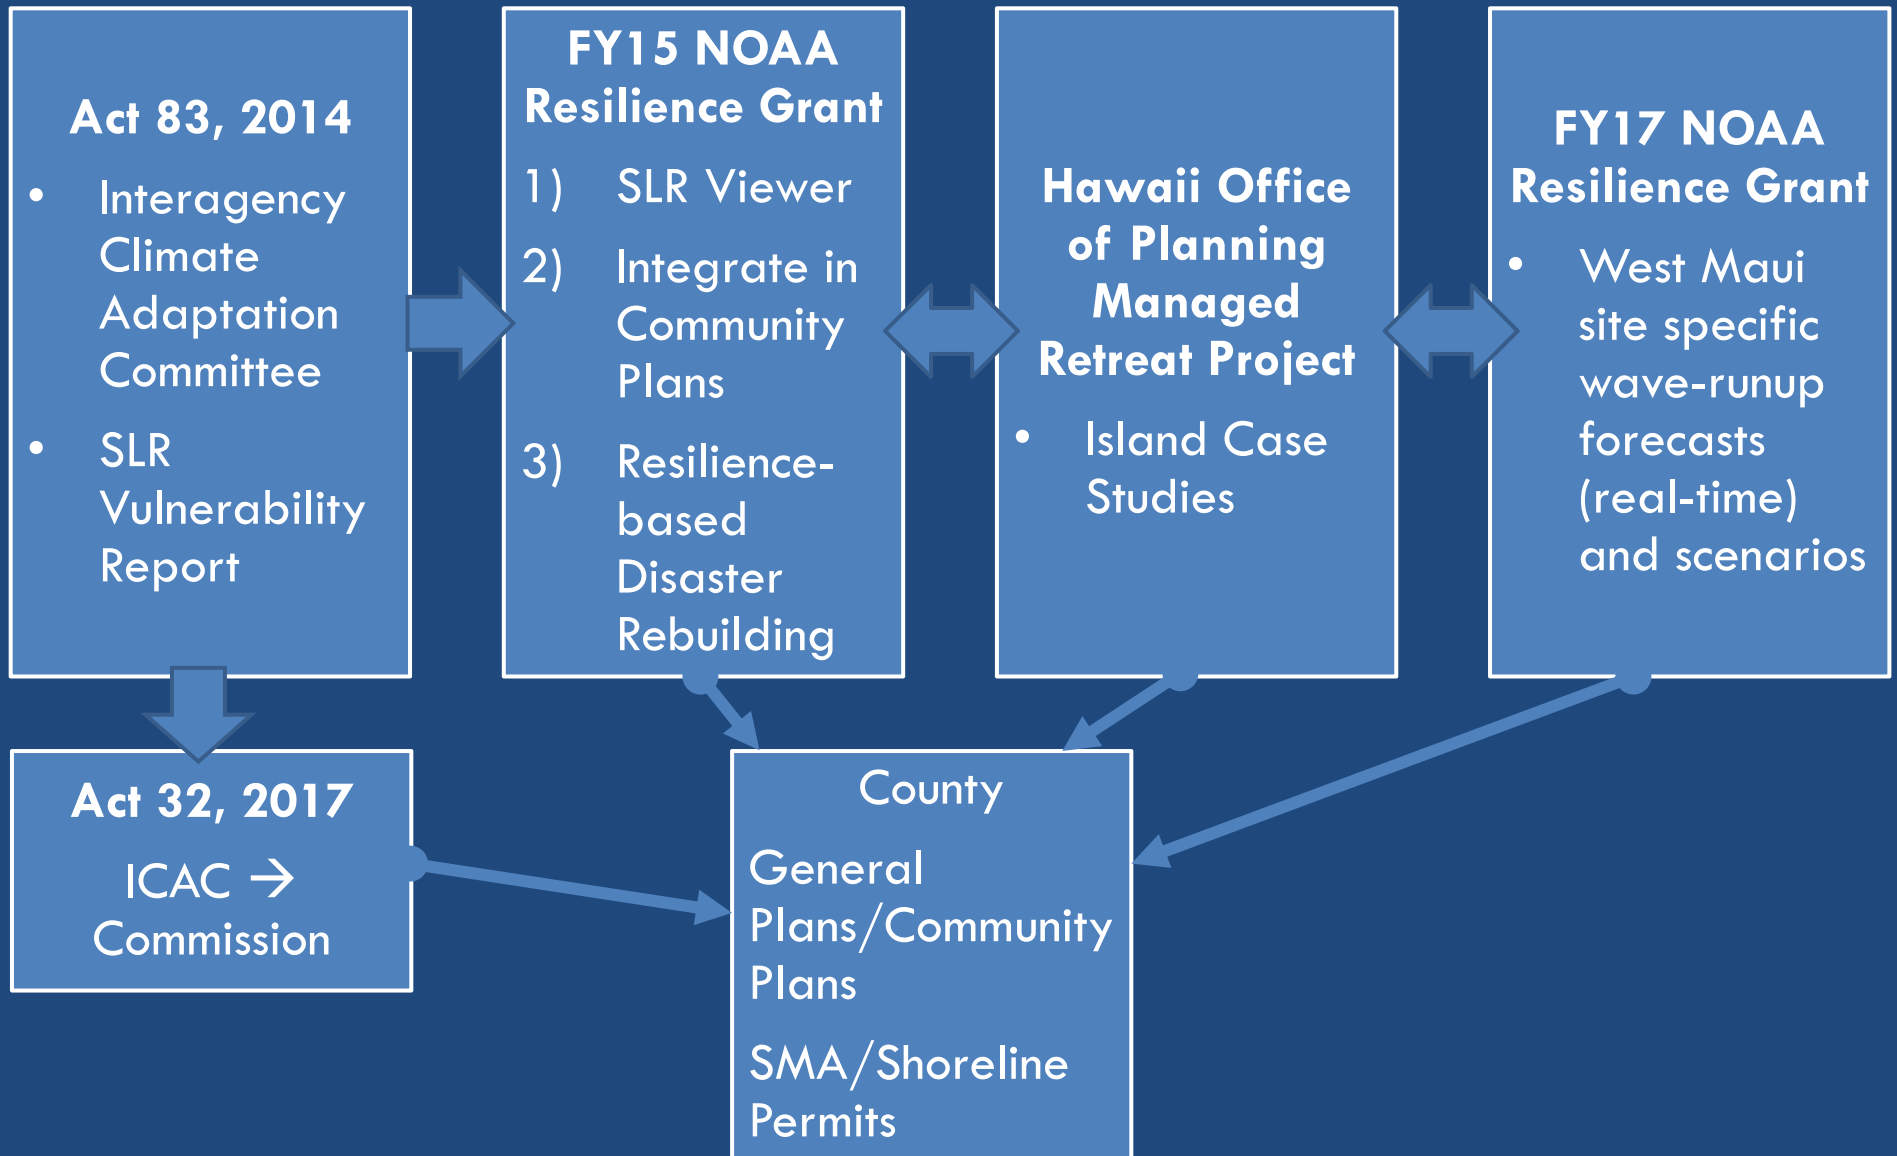 Act 83, 2014
• Interagency
Climate
Adaptation
Committee
• SLR
Vulnerability
Report
FY15 NOAA
Resilience Grant
1) SLR Viewer
2) Integrate in
Community
Plans
3) Resilience-
based
Disaster
Rebuilding
Hawaii Office
of Planning
Managed
Retreat Project
• Island Case
Studies
FY17 NOAA
Resilience Grant
• West Maui
site specific
wave-runup
forecasts
(real-time)
and scenarios
Act 32, 2017
ICAC →
Commission
County
General
Plans/Community
Plans
SMA/Shoreline
Permits